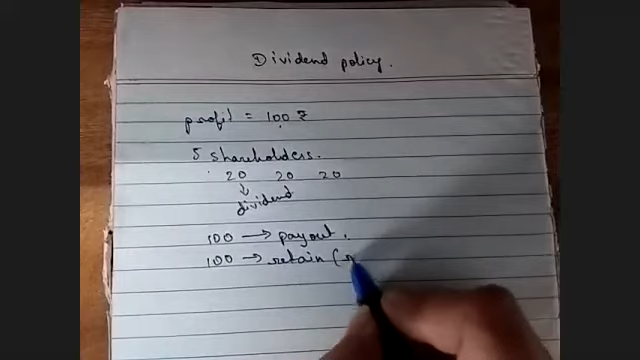 Dividend policy.
profit = 100 ₹
5 shareholders.
20 20 20
↓
dividend
100 → payout.
100 → retain (